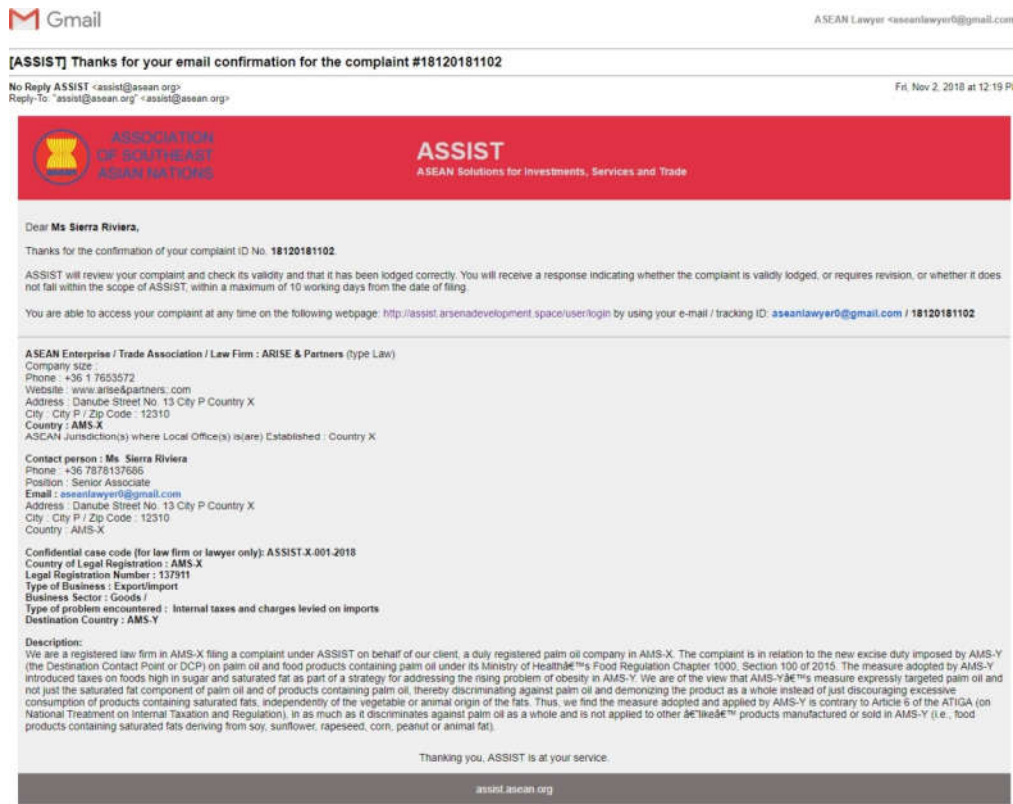 Gmail
ASEAN Lawyer <aseanlawyer0@gmail.com
[ASSIST] Thanks for your email confirmation for the complaint #18120181102
No Reply ASSIST <assist@asean.org>
Fri, Nov 2, 2018 at 12:19 P
Reply-To: "assist@asean.org" <assist@asean.org>
ASSOCIATION
OF SOUTHEAST
ASIAN NATIONS
ASSIST
ASEAN Solutions for Investments, Services and Trade
Dear Ms Sierra Riviera,
Thanks for the confirmation of your complaint ID No. 18120181102.
ASSIST will review your complaint and check its validity and that it has been lodged correctly. You will receive a response indicating whether the complaint is validly lodged, or requires revision, or whether it does
not fall within the scope of ASSIST, within a maximum of 10 working days from the date of filing.
You are able to access your complaint at any time on the following webpage: http://assist.arsenadevelopment.space/user/login by using your e-mail / tracking ID: aseanlawyer0@gmail.com / 18120181102
ASEAN Enterprise / Trade Association / Law Firm : ARISE & Partners (type Law)
Company size :
Phone : +36 1 7653572
Website : www.arise&partners;.com
Address : Danube Street No. 13 City P Country X
City : City P / Zip Code : 12310
Country : AMS-X
ASEAN Jurisdiction(s) where Local Office(s) is(are) Established : Country X
Contact person : Ms Sierra Riviera
Phone : +36 7878137686
Position : Senior Associate
Email : aseanlawyer0@gmail.com
Address : Danube Street No. 13 City P Country X
City : City P / Zip Code : 12310
Country : AMS-X
Confidential case code (for law firm or lawyer only): ASSIST-X-001-2018
Country of Legal Registration : AMS-X
Legal Registration Number : 137911
Type of Business : Export/import
Business Sector : Goods /
Type of problem encountered : Internal taxes and charges levied on imports
Destination Country : AMS-Y
Description:
We are a registered law firm in AMS-X filing a complaint under ASSIST on behalf of our client, a duly registered palm oil company in AMS-X. The complaint is in relation to the new excise duty imposed by AMS-Y
(the Destination Contact Point or DCP) on palm oil and food products containing palm oil under its Ministry of Healthâ€™s Food Regulation Chapter 1000, Section 100 of 2015. The measure adopted by AMS-Y
introduced taxes on foods high in sugar and saturated fat as part of a strategy for addressing the rising problem of obesity in AMS-Y. We are of the view that AMS-Yâ€™s measure expressly targeted palm oil and
not just the saturated fat component of palm oil and of products containing palm oil, thereby discriminating against palm oil and demonizing the product as a whole instead of just discouraging excessive
consumption of products containing saturated fats, independently of the vegetable or animal origin of the fats. Thus, we find the measure adopted and applied by AMS-Y is contrary to Article 6 of the ATIGA (on
National Treatment on Internal Taxation and Regulation), in as much as it discriminates against palm oil as a whole and is not applied to other â€˜likeâ€™ products manufactured or sold in AMS-Y (i.e., food
products containing saturated fats deriving from soy, sunflower, rapeseed, corn, peanut or animal fat).
Thanking you, ASSIST is at your service.
assist.asean.org